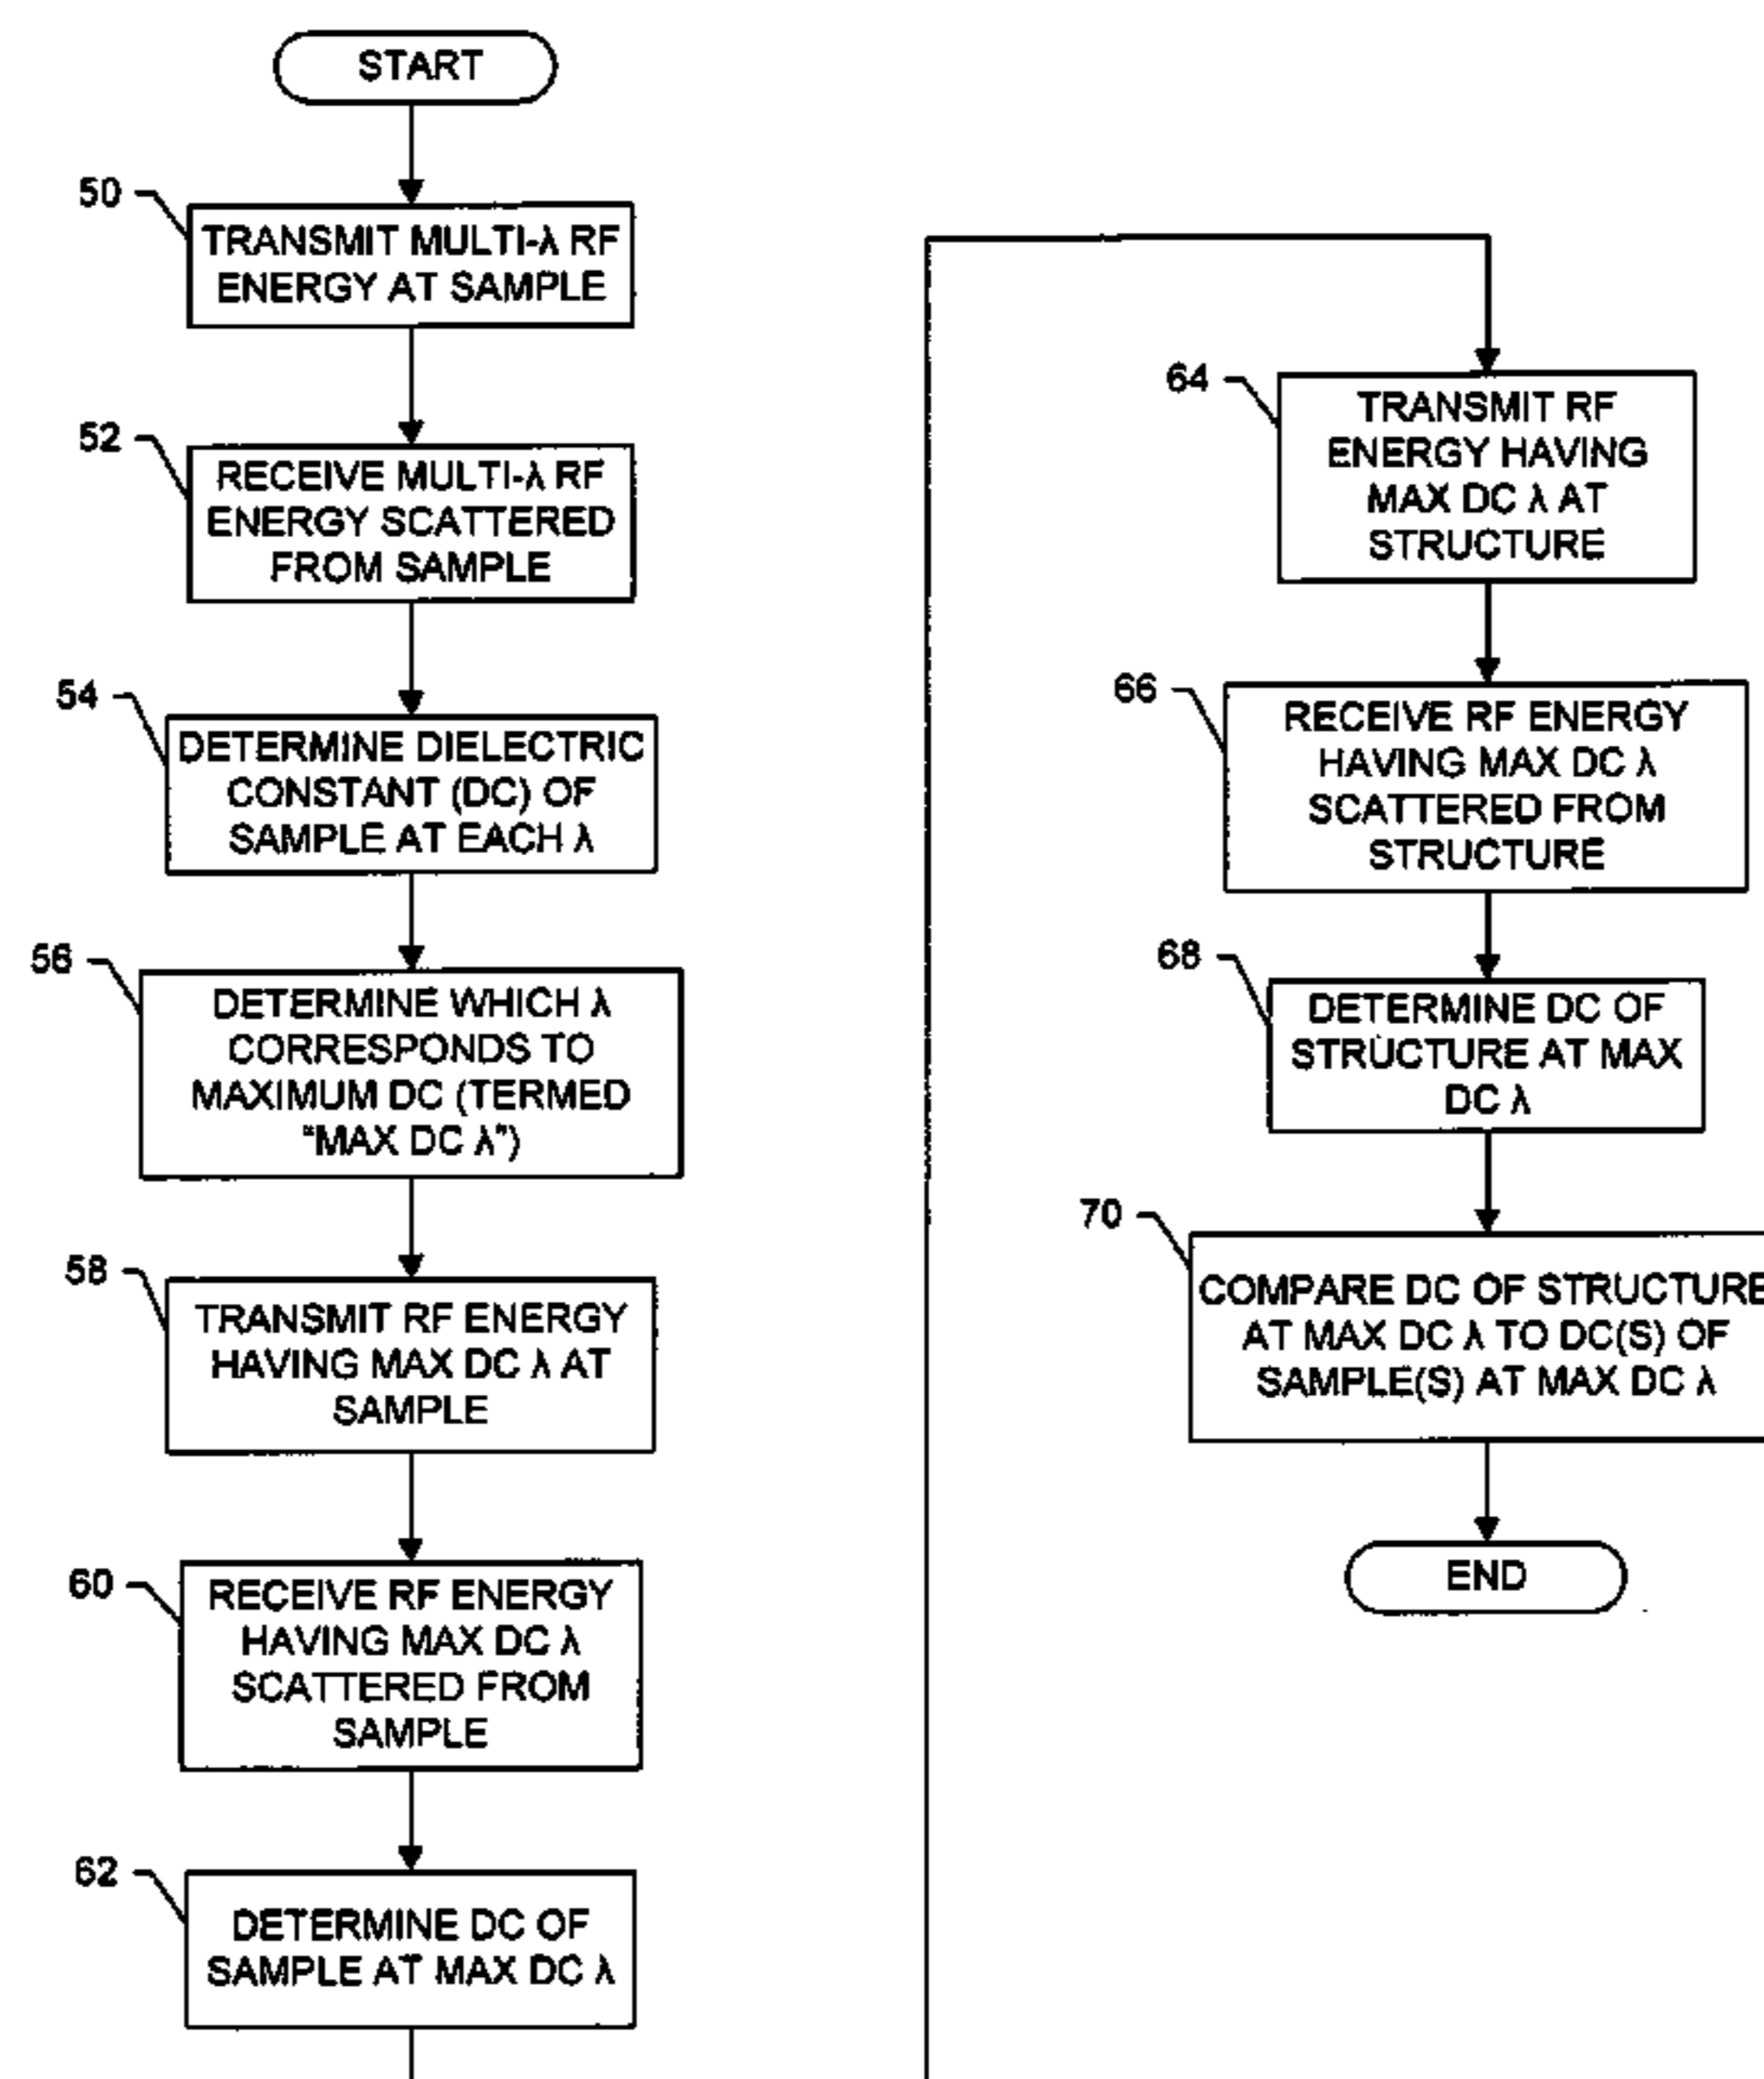 START
50
TRANSMIT MULTI-λ RF
ENERGY AT SAMPLE
52
RECEIVE MULTI-λ RF
ENERGY SCATTERED
FROM SAMPLE
54
DETERMINE DIELECTRIC
CONSTANT (DC) OF
SAMPLE AT EACH λ
56
DETERMINE WHICH λ
CORRESPONDS TO
MAXIMUM DC (TERMED
“MAX DC λ”)
58
TRANSMIT RF ENERGY
HAVING MAX DC λ AT
SAMPLE
60
RECEIVE RF ENERGY
HAVING MAX DC λ
SCATTERED FROM
SAMPLE
62
DETERMINE DC OF
SAMPLE AT MAX DC λ
64
TRANSMIT RF
ENERGY HAVING
MAX DC λ AT
STRUCTURE
66
RECEIVE RF ENERGY
HAVING MAX DC λ
SCATTERED FROM
STRUCTURE
68
DETERMINE DC OF
STRUCTURE AT MAX
DC λ
70
COMPARE DC OF STRUCTURE
AT MAX DC λ TO DC(S) OF
SAMPLE(S) AT MAX DC λ
END